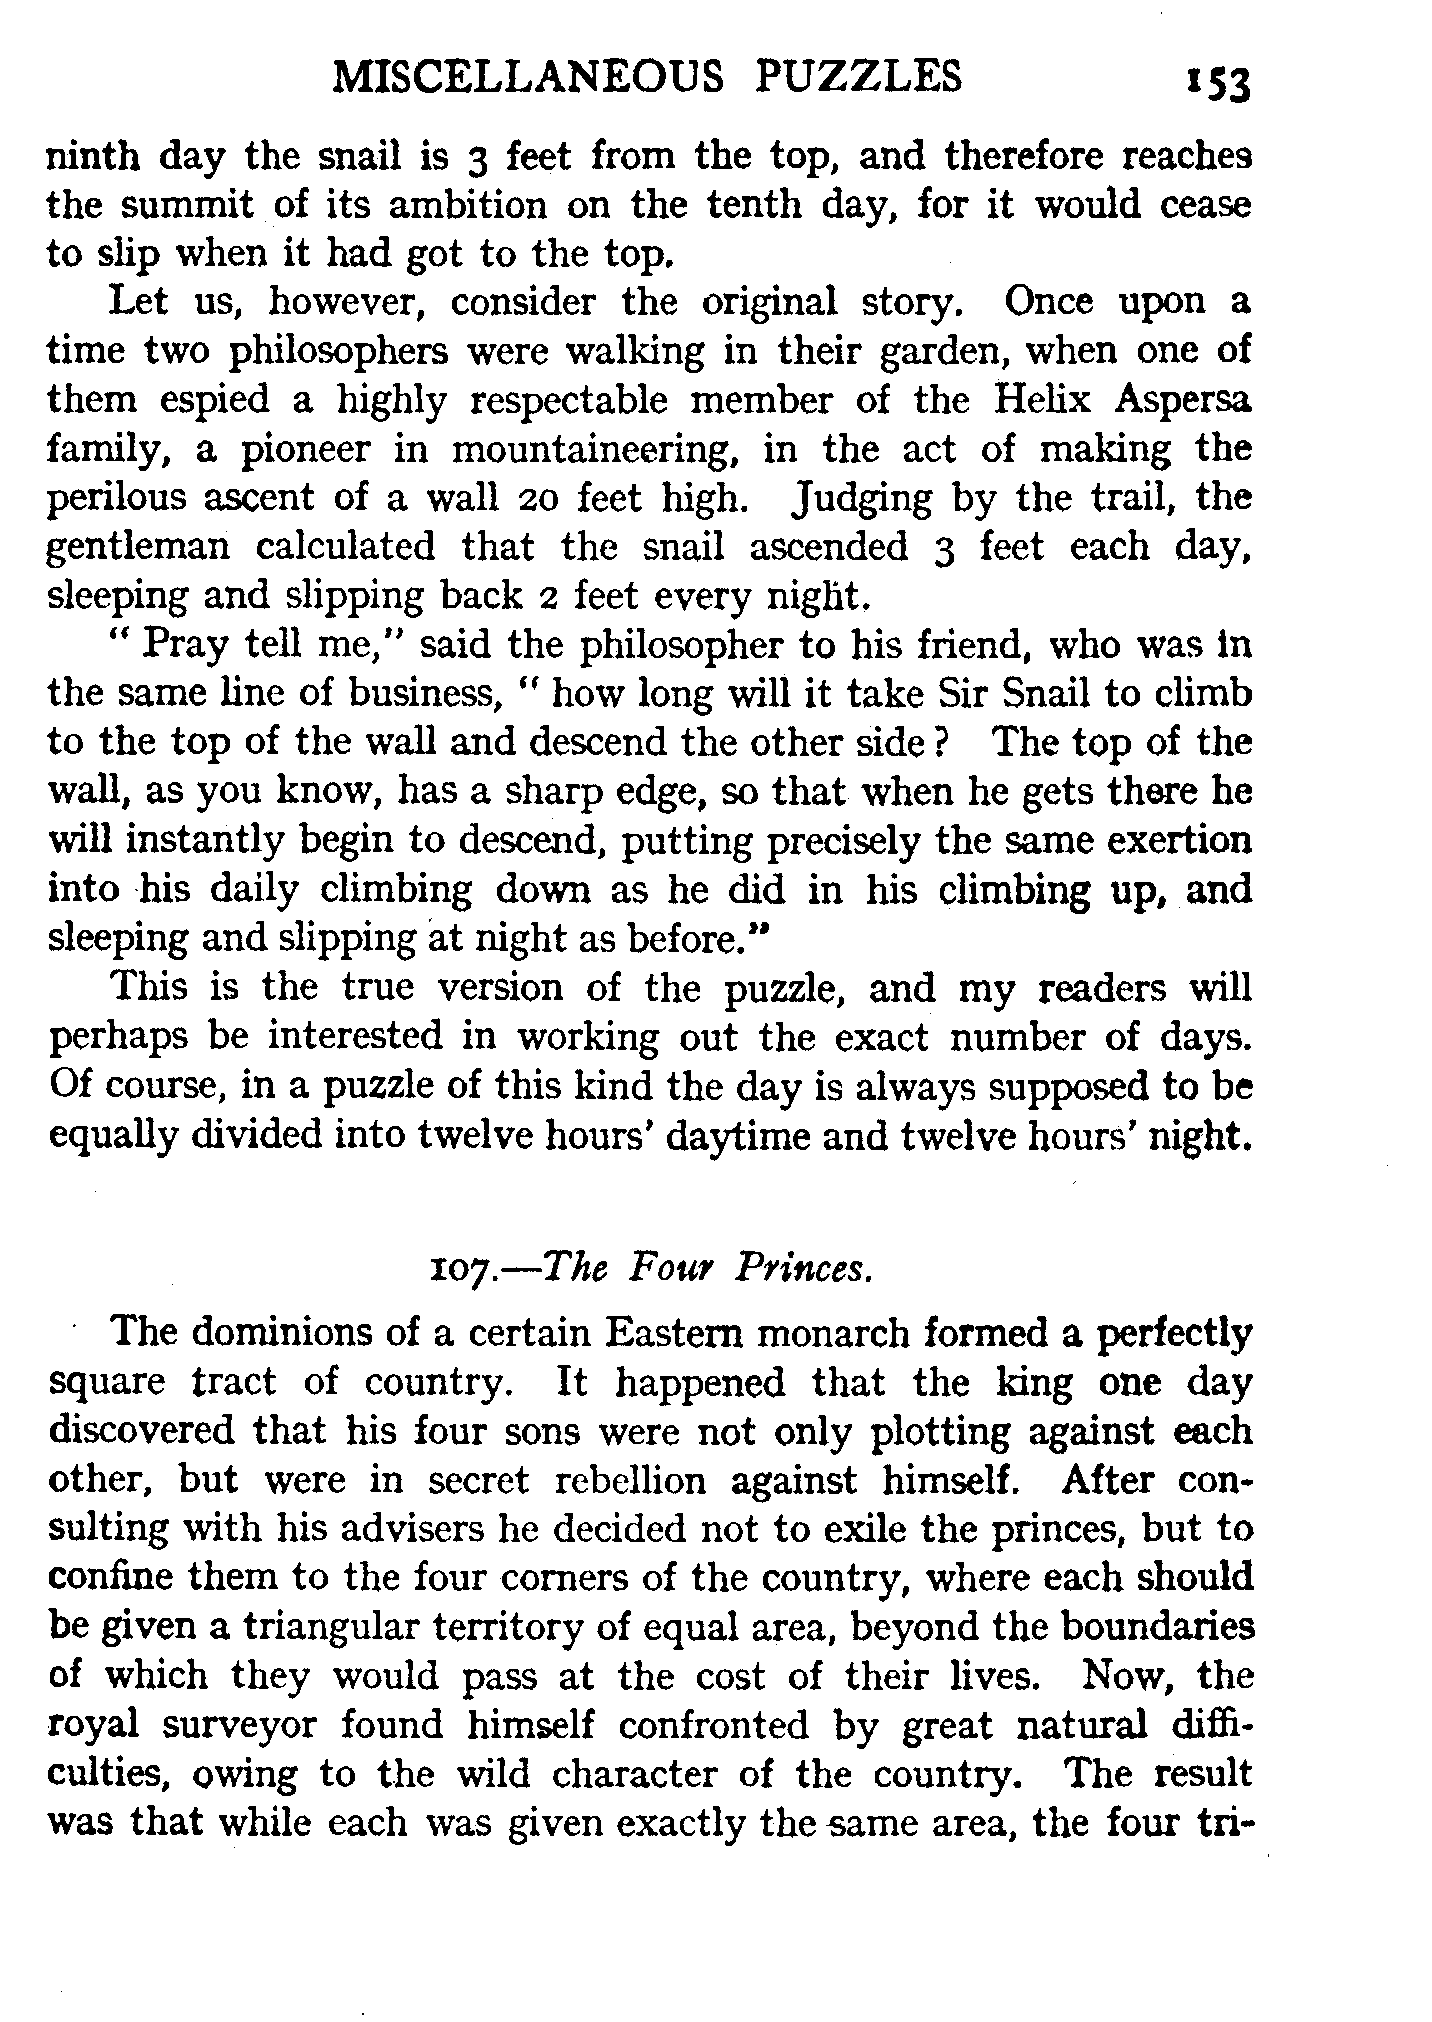 MISCELLANEOUS PUZZLES 153
ninth day the snail is 3 feet from the top, and therefore reaches
the summit of its ambition on the tenth day, for it would cease
to slip when it had got to the top.
Let us, however, consider the original story. Once upon a
time two philosophers were walking in their garden, when one of
them espied a highly respectable member of the Helix Aspersa
family, a pioneer in mountaineering, in the act of making the
perilous ascent of a wall 20 feet high. Judging by the trail, the
gentleman calculated that the snail ascended 3 feet each day,
sleeping and slipping back 2 feet every night.
" Pray tell me," said the philosopher to his friend, who was in
the same line of business, " how long will it take Sir Snail to climb
to the top of the wall and descend the other side ? The top of the
wall, as you know, has a sharp edge, so that when he gets there he
will instantly begin to descend, putting precisely the same exertion
into his daily climbing down as he did in his climbing up, and
sleeping and slipping at night as before."
This is the true version of the puzzle, and my readers will
perhaps be interested in working out the exact number of days.
Of course, in a puzzle of this kind the day is always supposed to be
equally divided into twelve hours' daytime and twelve hours' night.
107.—The Four Princes.
The dominions of a certain Eastern monarch formed a perfectly
square tract of country. It happened that the king one day
discovered that his four sons were not only plotting against each
other, but were in secret rebellion against himself. After con-
sulting with his advisers he decided not to exile the princes, but to
confine them to the four corners of the country, where each should
be given a triangular territory of equal area, beyond the boundaries
of which they would pass at the cost of their lives. Now, the
royal surveyor found himself confronted by great natural diffi-
culties, owing to the wild character of the country. The result
was that while each was given exactly the same area, the four tri-